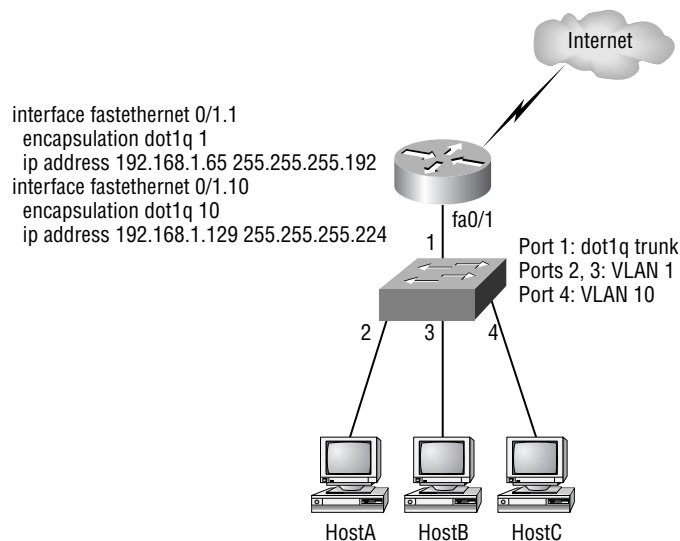 Internet
interface fastethernet 0/1.1
encapsulation dot1q 1
ip address 192.168.1.65 255.255.255.192
interface fastethernet 0/1.10
encapsulation dot1q 10
ip address 192.168.1.129 255.255.255.224
fa0/1
1
Port 1: dot1q trunk
Ports 2, 3: VLAN 1
Port 4: VLAN 10
2
3
4
HostA
HostB
HostC